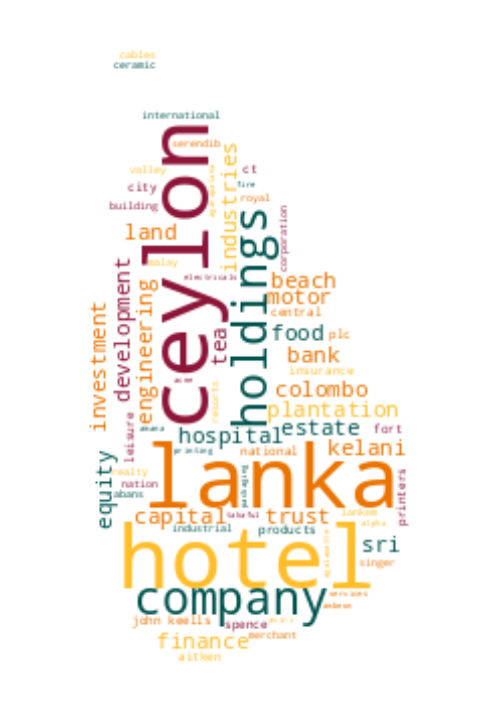 cables
ceramic
international
ceylon
serendib
industries
valley
ct
city
fire
royal
building
corporation
land
holdings
development
malay
electricals
beach
motor
engineering
investment
central
tea
food
plc
bank
insurance
acme
resorts
colombo
plantation
leisure
estate
fort
hospital
lanka
kelani
printing
national
equity
realty
packaging
nation
abans
printers
capital
takaful
trust
lankem
alpha
industrial
products
hotel
sri
singer
company
services
john keells
spence
merchant
finance
aitken